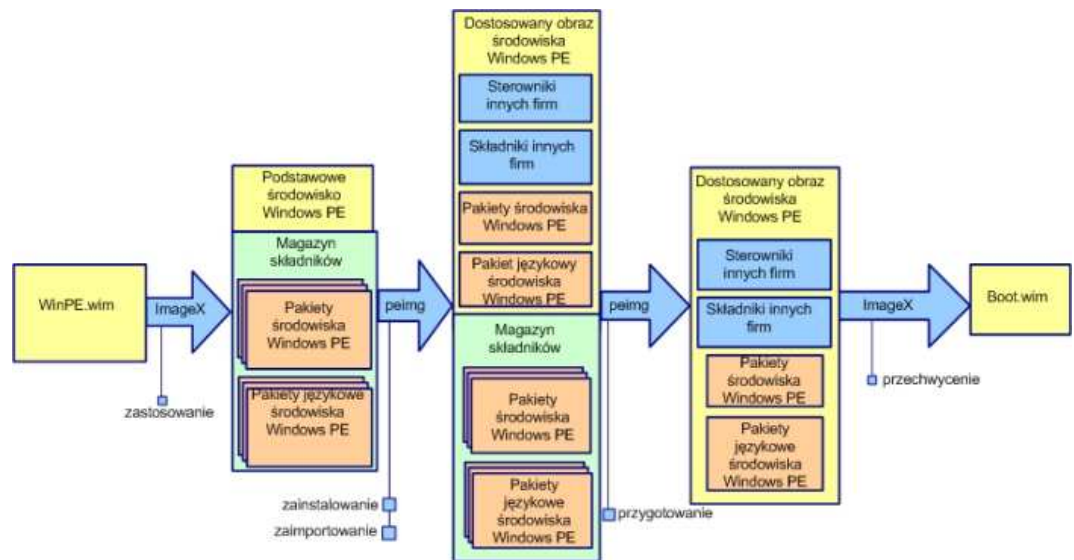 WinPE.wim
ImageX
zastosowanie
Podstawowe
środowisko
Windows PE
Magazyn
składników
Pakiety
środowiska
Windows PE
Pakiety językowe
środowiska
Windows PE
peimg
zainstalowanie
zaimportowanie
Dostosowany obraz
środowiska
Windows PE
Sterowniki
innych firm
Składniki innych
firm
Pakiety środowiska
Windows PE
Pakiet językowy
środowiska
Windows PE
Magazyn
składników
Pakiety
środowiska
Windows PE
Pakiety
językowe
środowiska
Windows PE
peimg
przygotowanie
Dostosowany obraz
środowiska
Windows PE
Sterowniki
innych firm
Składniki innych
firm
Pakiety
środowiska
Windows PE
Pakiety
językowe
środowiska
Windows PE
ImageX
przechwycenie
Boot.wim